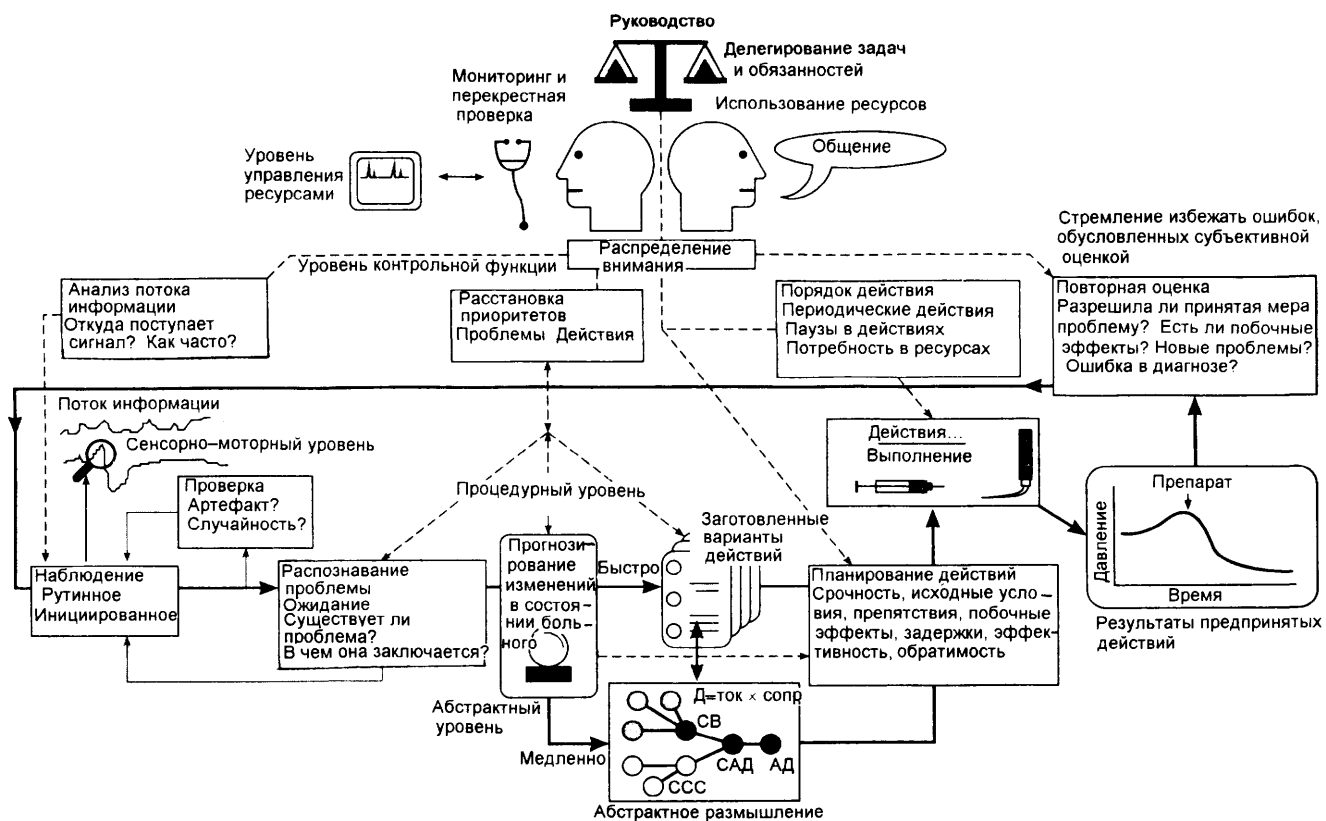 Руководство
Делегирование задач
и обязанностей
Мониторинг и
перекрестная
проверка
Использование ресурсов
Общение
Уровень
управления
ресурсами
Стремление избежать ошибок,
обусловленных субъективной
оценкой
Распределение
внимания
Уровень контрольной функции
Анализ потока
информации
Откуда поступает
сигнал? Как часто?
Расстановка
приоритетов
Проблемы Действия
Порядок действия
Периодические действия
Паузы в действиях
Потребность в ресурсах
Повторная оценка
Разрешила ли принятая мера
проблему? Есть ли побочные
эффекты? Новые проблемы?
Ошибка в диагнозе?
Поток информации
Сенсорно–моторный уровень
Проверка
Артефакт?
Случайность?
Процедурный уровень
Действия...
Выполнение
Препарат
Давление
Время
Результаты предпринятых
действий
Заготовленные
варианты
действий
Наблюдение
Рутинное
Инициированное
Распознавание
проблемы
Ожидание
Существует ли
проблема?
В чем она заключается?
Прогнози–
рование
изменений
в состоя–
нии боль–
ного
Быстро
Планирование действий
Срочность, исходные усло–
вия, препятствия, побочные
эффекты, задержки, эффек–
тивность, обратимость
Абстрактный
уровень
Медленно
Д=ток × сопр
СВ
САД
АД
ССС
Абстрактное размышление